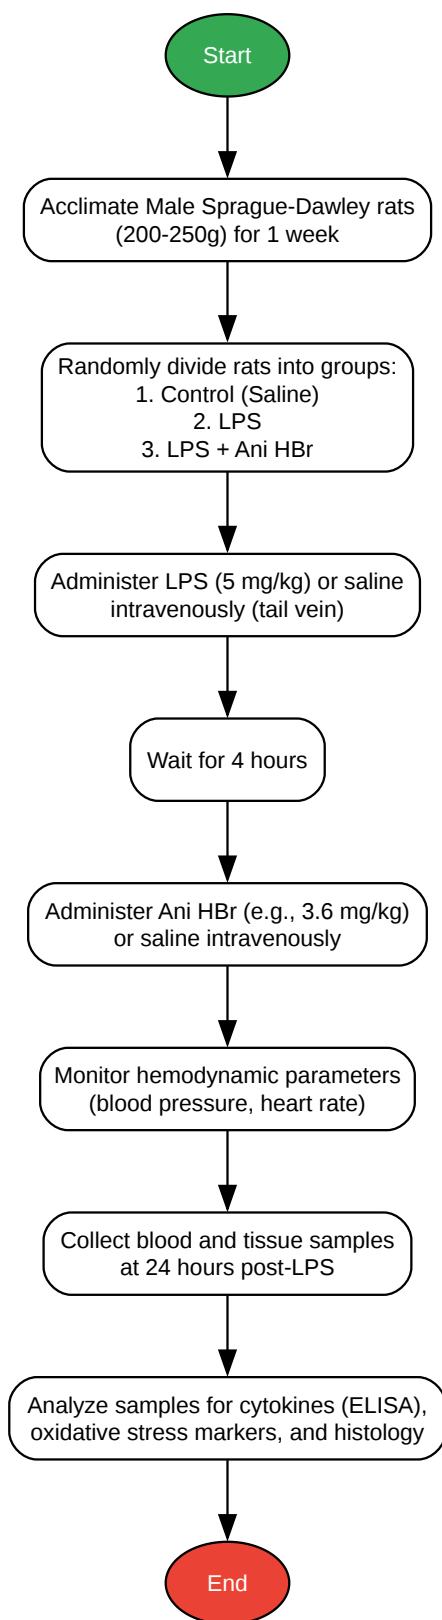 Start
Acclimate Male Sprague-Dawley rats
(200-250g) for 1 week
Randomly divide rats into groups:
1. Control (Saline)
2. LPS
3. LPS + Ani HBr
Administer LPS (5 mg/kg) or saline
intravenously (tail vein)
Wait for 4 hours
Administer Ani HBr (e.g., 3.6 mg/kg)
or saline intravenously
Monitor hemodynamic parameters
(blood pressure, heart rate)
Collect blood and tissue samples
at 24 hours post-LPS
Analyze samples for cytokines (ELISA),
oxidative stress markers, and histology
End